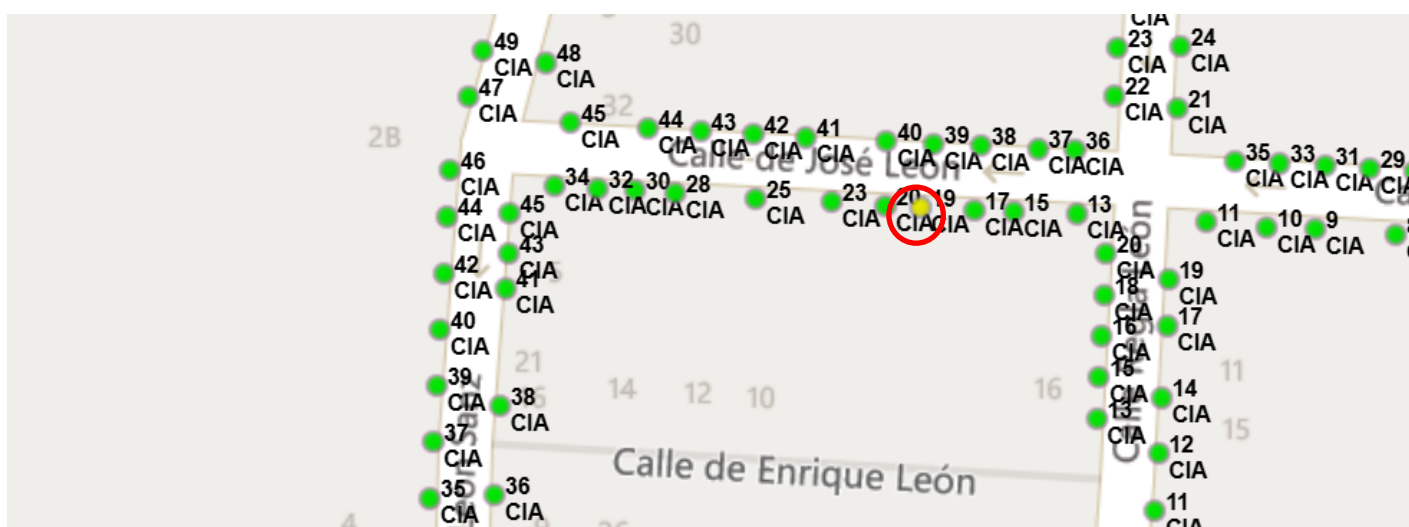 CIA
49
CIA
48
CIA
30
23
CIA
24
CIA
47
CIA
32
22
CIA
21
CIA
2B
45
CIA
44
CIA
43
CIA
42
CIA
41
CIA
40
CIA
39
CIA
38
CIA
37
CIA
36
CIA
Calle de José León
35
CIA
33
CIA
31
CIA
29
46
CIA
34
CIA
32
CIA
30
CIA
28
CIA
25
CIA
23
CIA
20
CIA
19
CIA
17
CIA
15
CIA
13
CIA
44
CIA
45
CIA
11
CIA
10
CIA
9
CIA
43
CIA
20
CIA
42
CIA
41
CIA
18
CIA
19
CIA
40
CIA
16
CIA
17
CIA
39
CIA
38
CIA
21
14
12
10
16
15
CIA
14
CIA
11
13
CIA
15
37
CIA
12
CIA
Calle de Enrique León
35
CIA
36
CIA
11
CIA
4